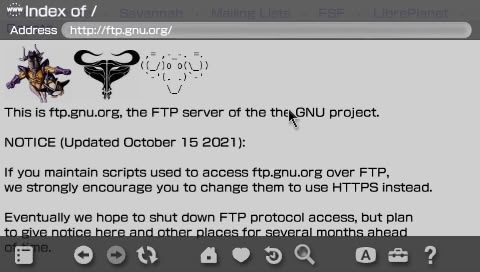 Savannah · Mailing Lists · FSF · LibrePlanet
www Index of /
Address http://ftp.gnu.org/
(,= ,-_-. =.
((_/)o o(\_))
`-'(. .)`-'
\_/
This is ftp.gnu.org, the FTP server of the the GNU project.
NOTICE (Updated October 15 2021):
If you maintain scripts used to access ftp.gnu.org over FTP,
we strongly encourage you to change them to use HTTPS instead.
Eventually we hope to shut down FTP protocol access, but plan
to give notice here and other places for several months ahead
of time.
A
?